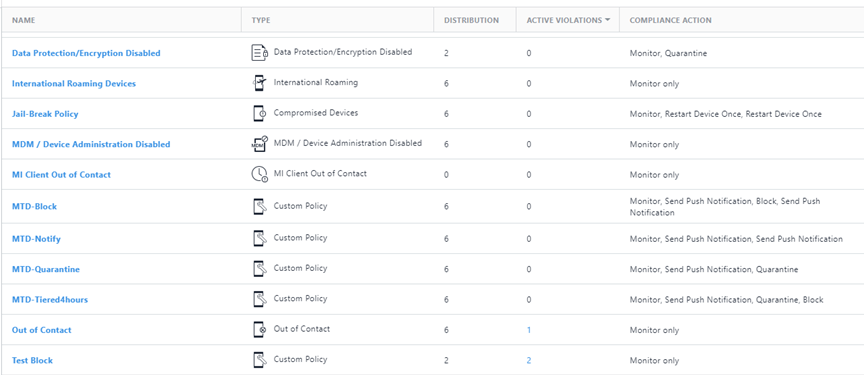 NAME TYPE DISTRIBUTION ACTIVE VIOLATIONS COMPLIANCE ACTION
Data Protection/Encryption Disabled Data Protection/Encryption Disabled 2 0 Monitor, Quarantine
International Roaming Devices International Roaming 6 0 Monitor only
Jail-Break Policy Compromised Devices 6 0 Monitor, Restart Device Once, Restart Device Once
MDM / Device Administration Disabled MDM MDM / Device Administration Disabled 6 0 Monitor only
MI Client Out of Contact MI Client Out of Contact 0 0 Monitor only
MTD-Block Custom Policy 6 0 Monitor, Send Push Notification, Block, Send Push
Notification
MTD-Notify Custom Policy 6 0 Monitor, Send Push Notification, Send Push Notification
MTD-Quarantine Custom Policy 6 0 Monitor, Send Push Notification, Quarantine
MTD-Tiered4hours Custom Policy 6 0 Monitor, Send Push Notification, Quarantine, Block
Out of Contact Out of Contact 6 1 Monitor only
Test Block Custom Policy 2 2 Monitor only